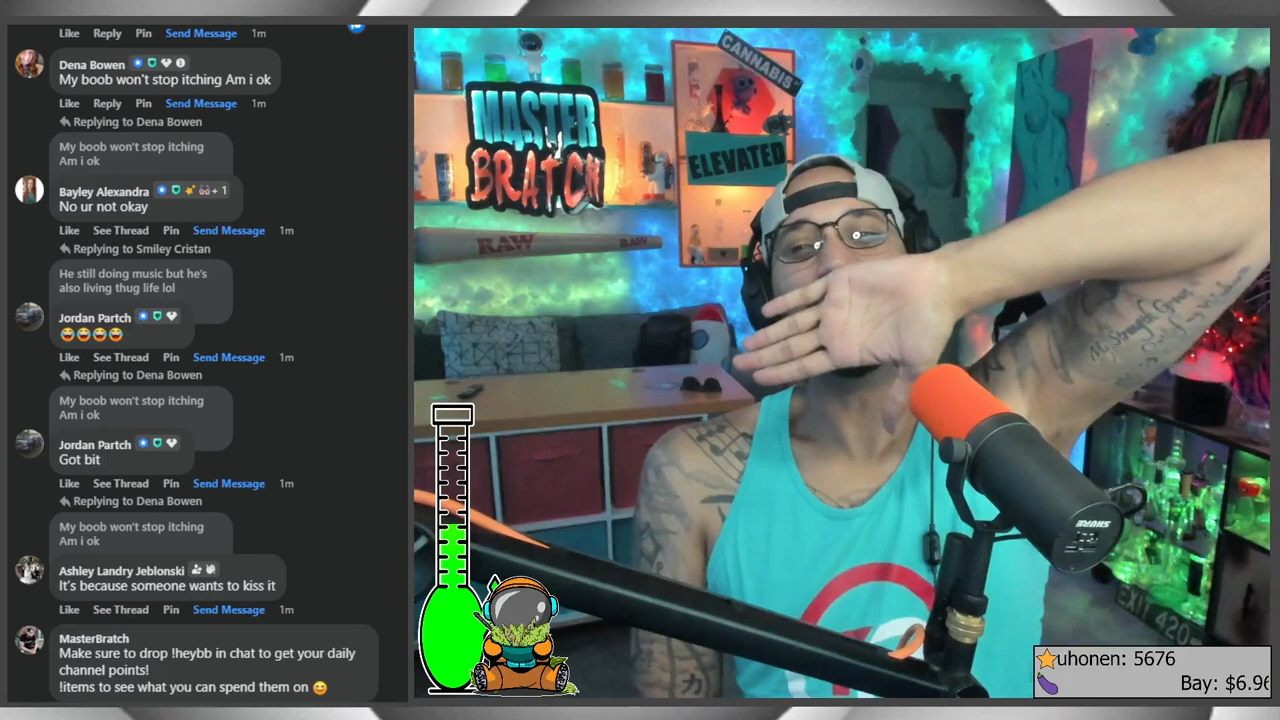 Like Reply Pin Send Message 1m
Dena Bowen
My boob won't stop itching Am i ok
Like Reply Pin Send Message 1m
Replying to Dena Bowen
My boob won't stop itching
Am i ok
Bayley Alexandra + 1
No ur not okay
Like See Thread Pin Send Message 1m
Replying to Smiley Cristan
He still doing music but he's
also living thug life lol
Jordan Partch
😂😂😂😂
Like See Thread Pin Send Message 1m
Replying to Dena Bowen
My boob won't stop itching
Am i ok
Jordan Partch
Got bit
Like See Thread Pin Send Message 1m
Replying to Dena Bowen
My boob won't stop itching
Am i ok
Ashley Landry Jeblonski
It's because someone wants to kiss it
Like See Thread Pin Send Message 1m
MasterBratch
Make sure to drop !heybb in chat to get your daily
channel points!
!items to see what you can spend them on 😊
MASTER
BRATCH
CANNABIS
ELEVATED
RAW RAW
My Strength
SHURE
EXIT 420
uhonen: 5676
Bay: $6.96